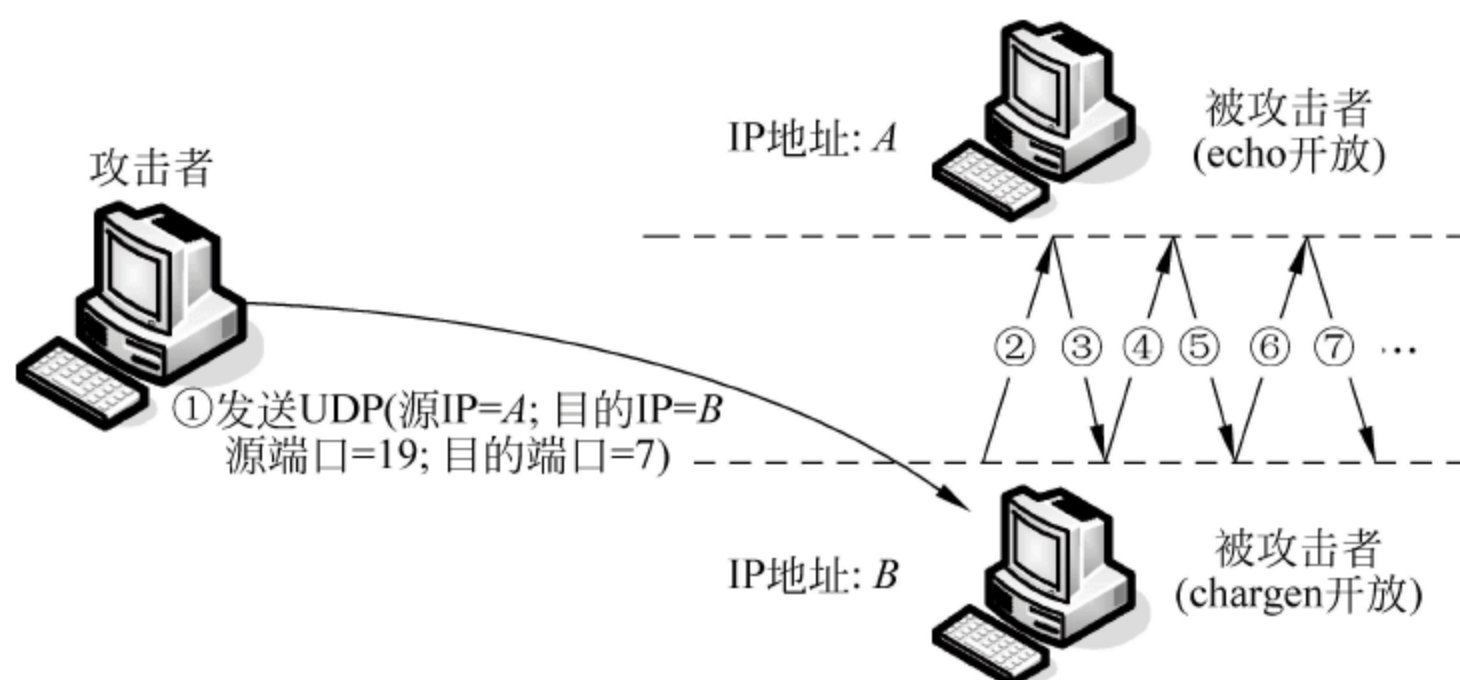 攻击者
IP地址: A
被攻击者
(echo开放)
①发送UDP(源IP=A; 目的IP=B
源端口=19; 目的端口=7)
② ③ ④ ⑤ ⑥ ⑦ ···
IP地址: B
被攻击者
(chargen开放)